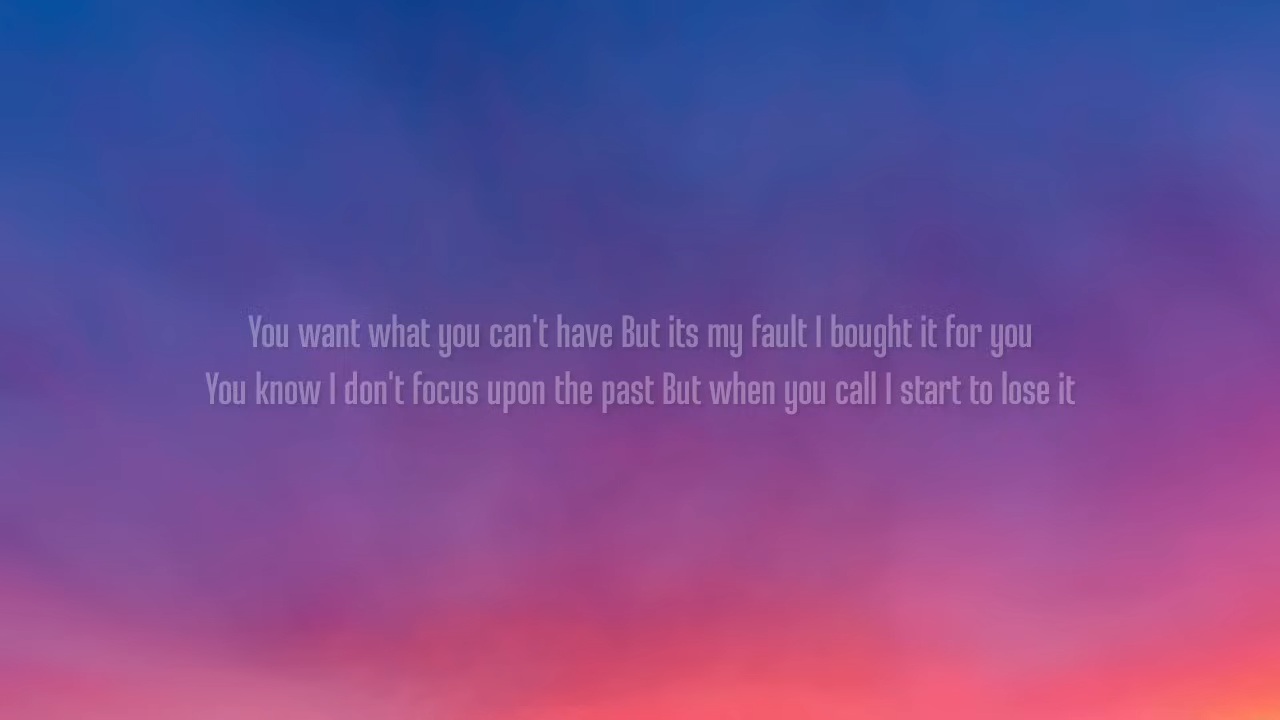 You want what you can't have But its my fault I bought it for you
You know I don't focus upon the past But when you call I start to lose it